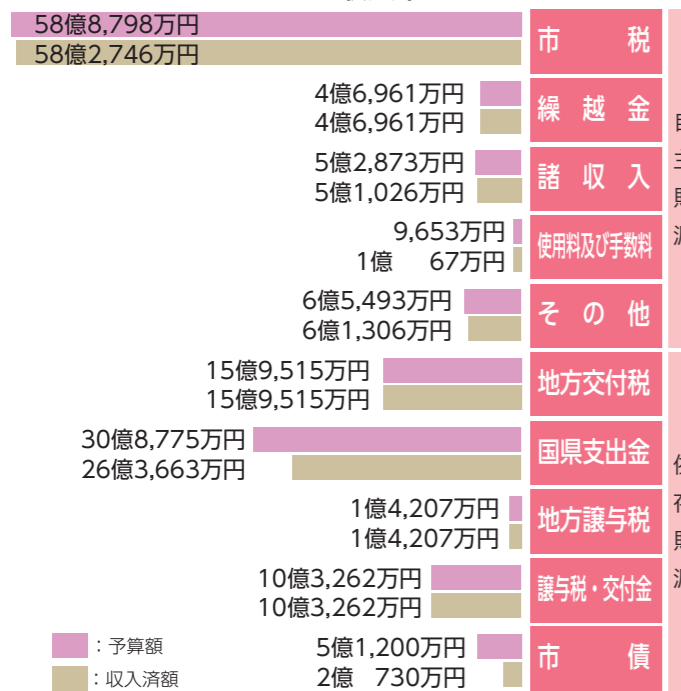 58億8,798万円
58億2,746万円
市　税
4億6,961万円
4億6,961万円
繰越金
5億2,873万円
5億1,026万円
諸収入
9,653万円
1億　67万円
使用料及び手数料
6億5,493万円
6億1,306万円
その他
15億9,515万円
15億9,515万円
地方交付税
30億8,775万円
26億3,663万円
国県支出金
1億4,207万円
1億4,207万円
地方譲与税
10億3,262万円
10億3,262万円
譲与税・交付金
5億1,200万円
2億　730万円
市　債
：予算額
：収入済額